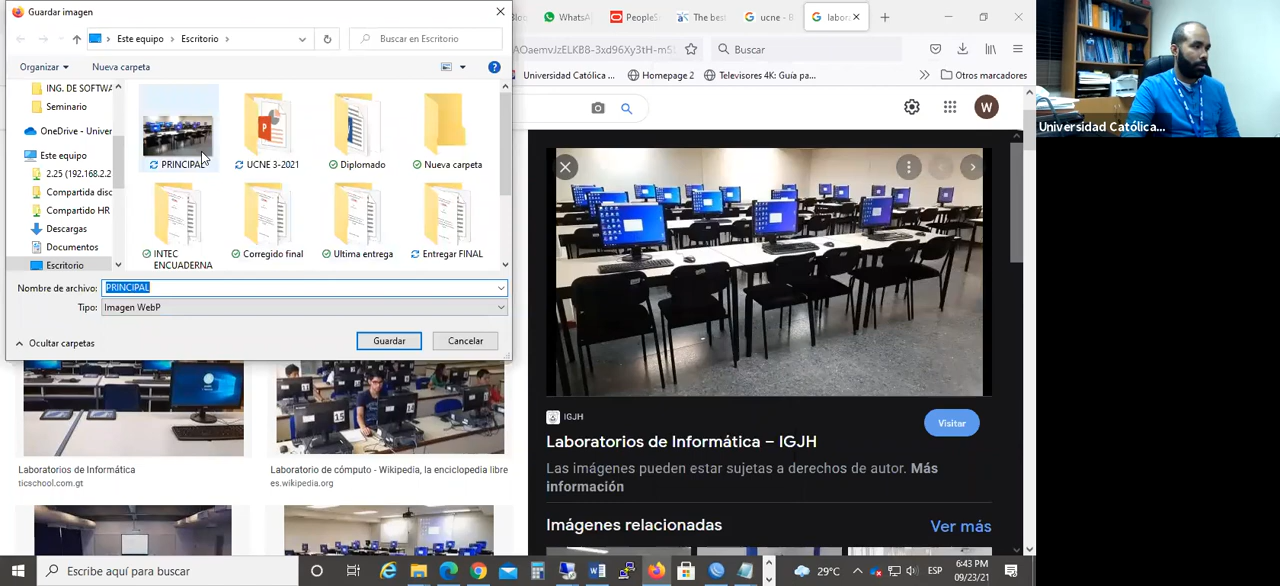 Guardar imagen
WhatsA
PeopleS
The best
ucne - B
labor
Este equipo
Escritorio
Buscar en Escritorio
Buscar
Organizar
Nueva carpeta
Universidad Católica ...
Homepage 2
Televisores 4K: Guía pa...
Otros marcadores
ING. DE SOFTWA
Seminario
OneDrive - Univer
Este equipo
2.25 (192.168.2.2
Compartida disc
Compartido HR
Descargas
Documentos
Escritorio
PRINCIPAL
UCNE 3-2021
Diplomado
Nueva carpeta
INTEC
ENCUADERNA
Corregido final
Ultima entrega
Entregar FINAL
W
Universidad Católica...
Nombre de archivo:
PRINCIPAL
Tipo:
Imagen WebP
Ocultar carpetas
Guardar
Cancelar
Laboratorios de Informática
ticschool.com.gt
Laboratorio de cómputo - Wikipedia, la enciclopedia libre
es.wikipedia.org
IGJH
Visitar
Laboratorios de Informática – IGJH
Las imágenes pueden estar sujetas a derechos de autor. Más
información
Imágenes relacionadas
Ver más
Escribe aquí para buscar
29°C
ESP
6:43 PM
09/23/21